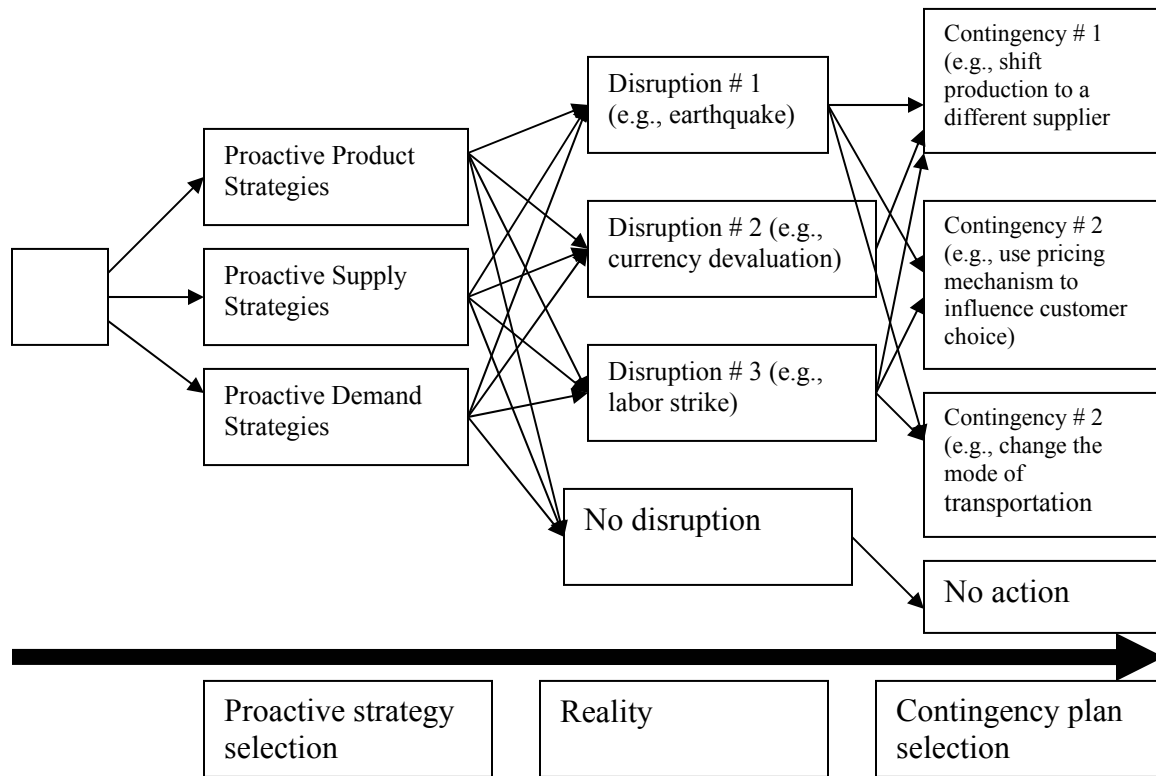 Proactive Product
Strategies
Proactive Supply
Strategies
Proactive Demand
Strategies
Disruption # 1
(e.g., earthquake)
Disruption # 2 (e.g.,
currency devaluation)
Disruption # 3 (e.g.,
labor strike)
No disruption
Contingency # 1
(e.g., shift
production to a
different supplier
Contingency # 2
(e.g., use pricing
mechanism to
influence customer
choice)
Contingency # 2
(e.g., change the
mode of
transportation
No action
Proactive strategy
selection
Reality
Contingency plan
selection